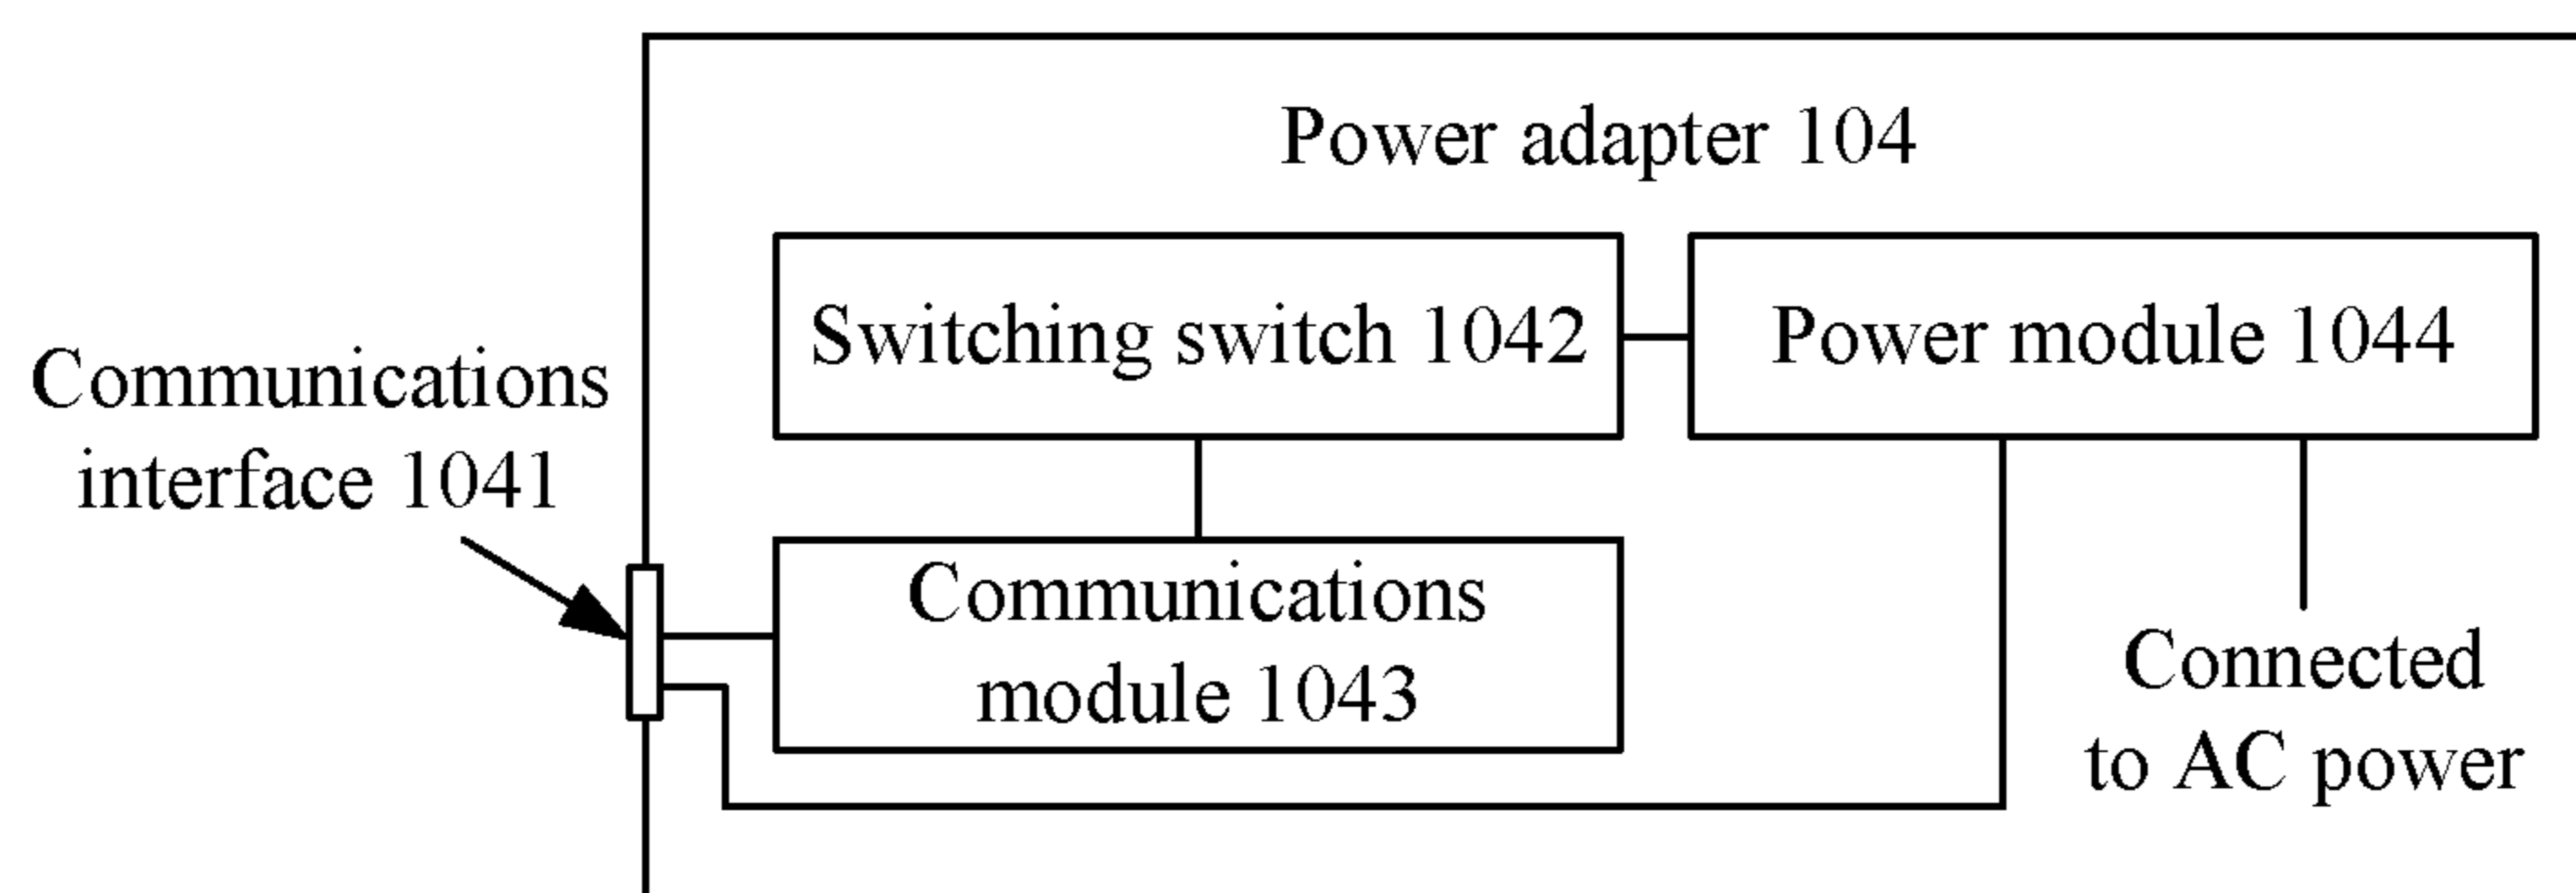 Power adapter 104
Switching switch 1042
Power module 1044
Communications
interface 1041
Communications
module 1043
Connected
to AC power